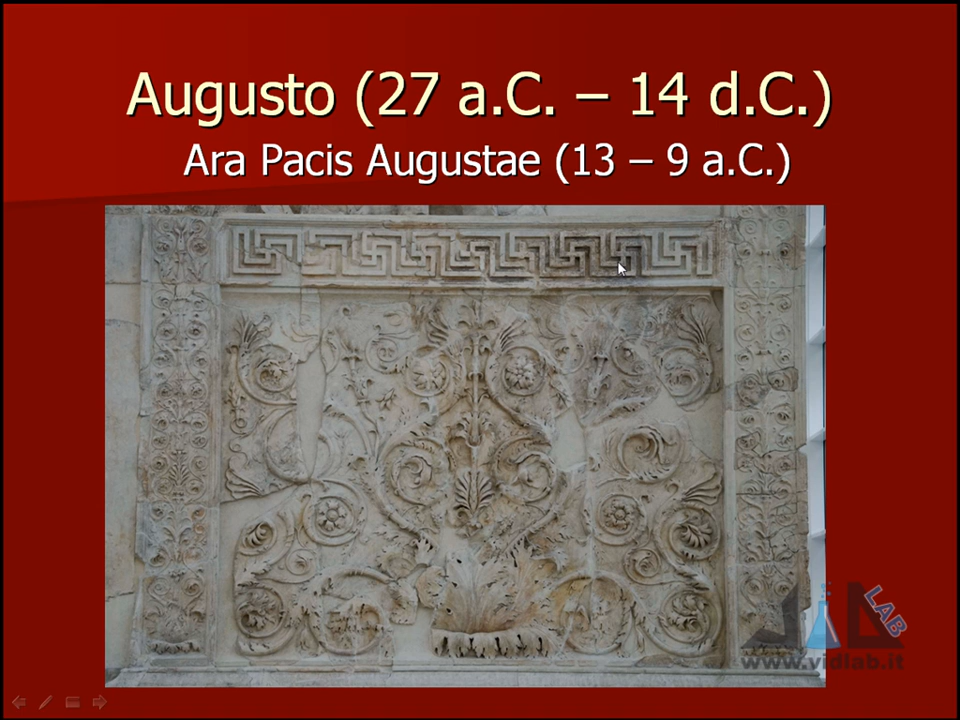 Augusto (27 a.C. – 14 d.C.)
Ara Pacis Augustae (13 – 9 a.C.)
LAB
www.vidlab.it